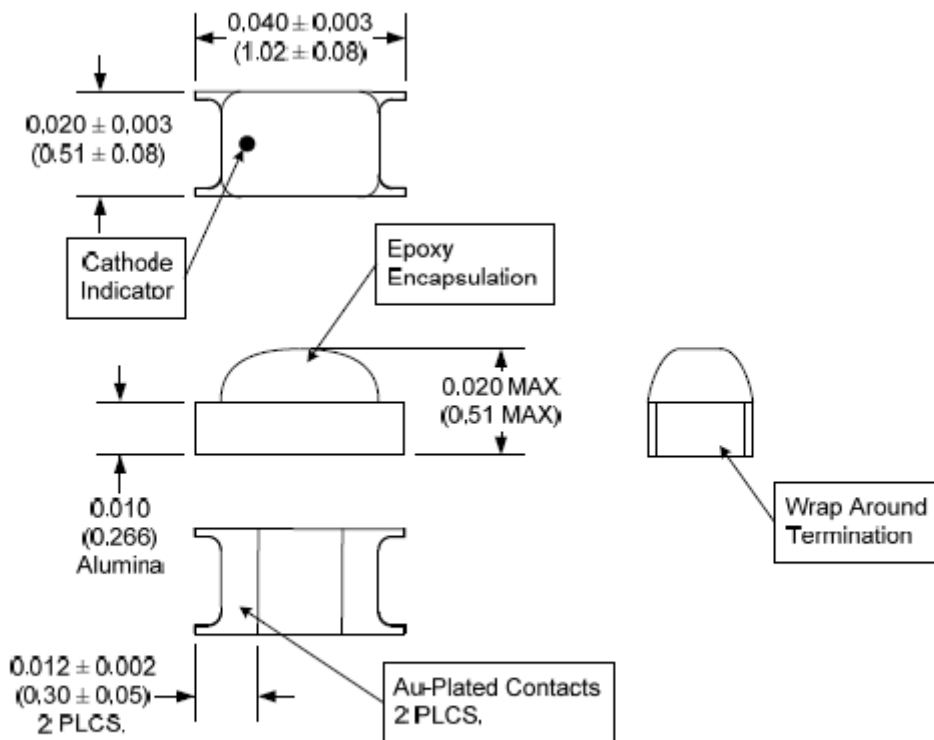 0.040 ± 0.003
(1.02 ± 0.08)
0.020 ± 0.003
(0.51 ± 0.08)
Cathode
Indicator
Epoxy
Encapsulation
0.020 MAX.
(0.51 MAX)
0.010
(0.266)
Alumina
Wrap Around
Termination
0.012 ± 0.002
(0.30 ± 0.05)
2 PLCS.
Au-Plated Contacts
2 PLCS.